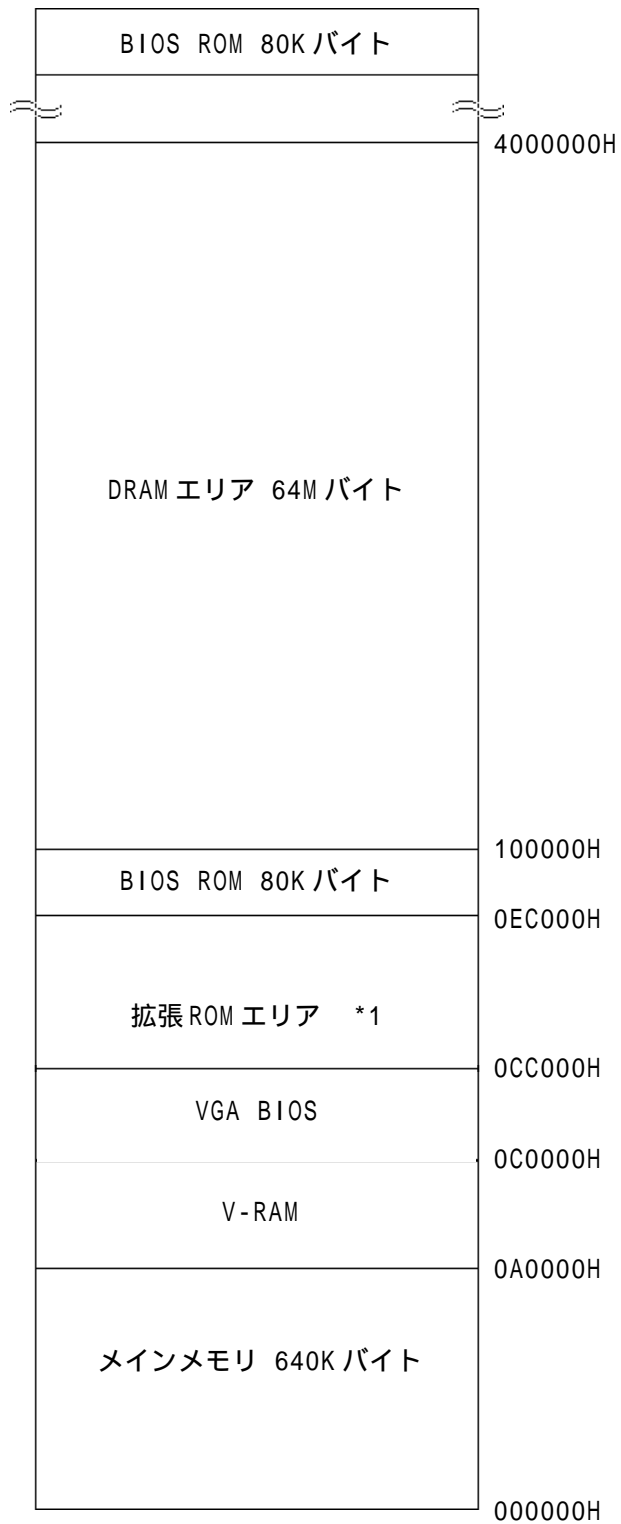 BIOS ROM 80Kバイト
4000000H
DRAMエリア 64Mバイト
100000H
BIOS ROM 80Kバイト
0EC000H
拡張ROMエリア *1
0CC000H
VGA BIOS
0C0000H
V-RAM
0A0000H
メインメモリ 640Kバイト
000000H